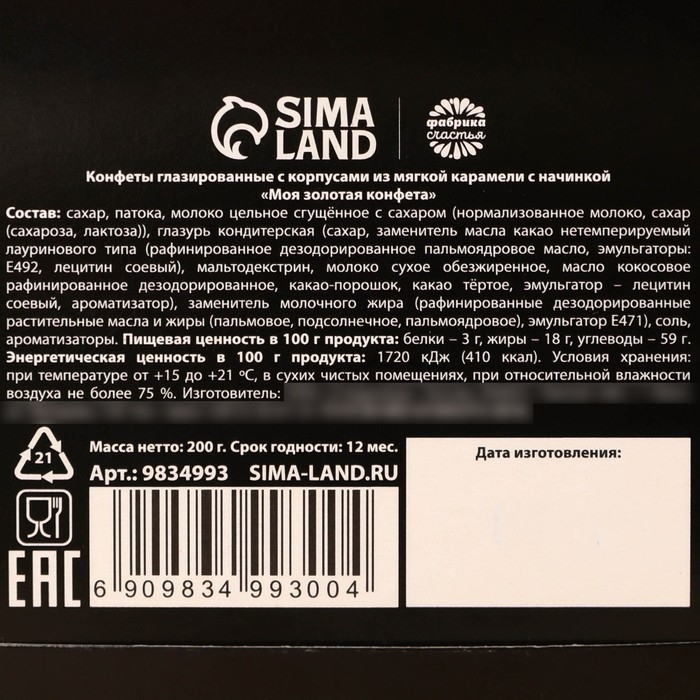 SIMA
LAND
фабрика
счастья
Конфеты глазированные с корпусами из мягкой карамели с начинкой
«Моя золотая конфета»
Состав: сахар, патока, молоко цельное сгущённое с сахаром (нормализованное молоко, сахар
(сахароза, лактоза)), глазурь кондитерская (сахар, заменитель масла какао нетемперируемый
лауринового типа (рафинированное дезодорированное пальмоядровое масло, эмульгаторы:
Е492, лецитин соевый), мальтодекстрин, молоко сухое обезжиренное, масло кокосовое
рафинированное дезодорированное, какао-порошок, какао тёртое, эмульгатор – лецитин
соевый, ароматизатор), заменитель молочного жира (рафинированные дезодорированные
растительные масла и жиры (пальмовое, подсолнечное, пальмоядровое), эмульгатор Е471), соль,
ароматизаторы. Пищевая ценность в 100 г продукта: белки – 3 г, жиры – 18 г, углеводы – 59 г.
Энергетическая ценность в 100 г продукта: 1720 кДж (410 ккал). Условия хранения:
при температуре от +15 до +21 ºС, в сухих чистых помещениях, при относительной влажности
воздуха не более 75 %. Изготовитель:
21
Масса нетто: 200 г. Срок годности: 12 мес.
Арт.: 9834993 SIMA-LAND.RU
Дата изготовления:
EAC
6 909834 993004